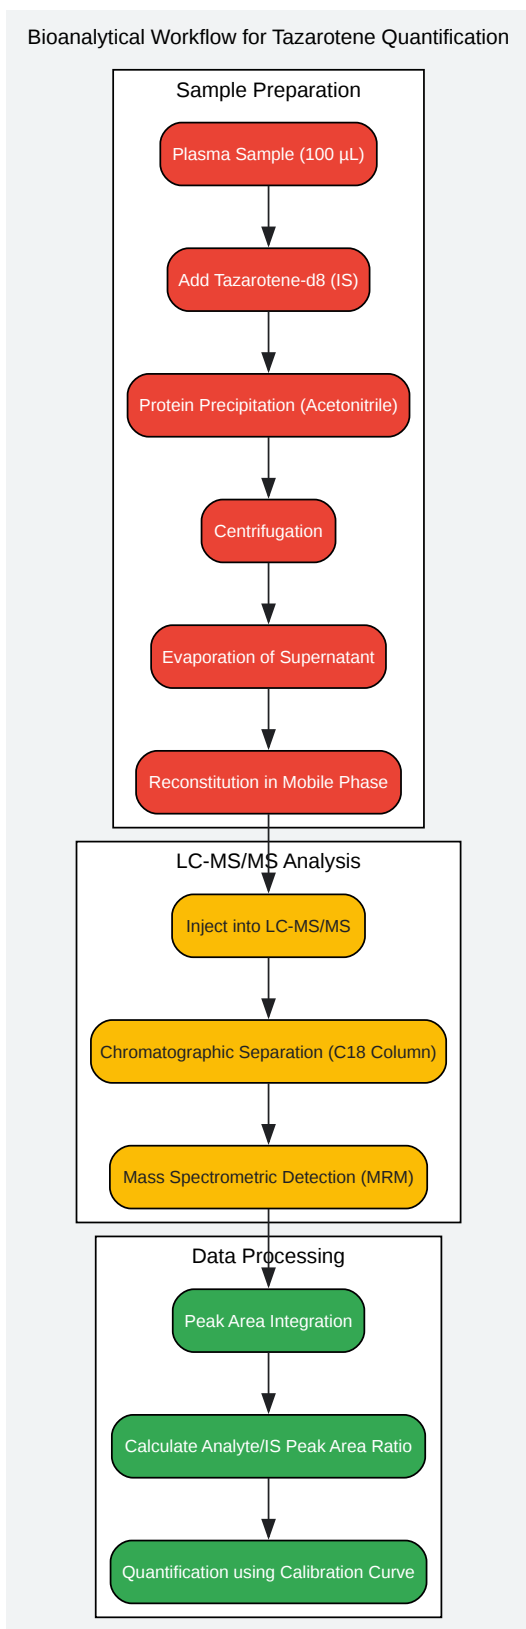 Bioanalytical Workflow for Tazarotene Quantification
Sample Preparation
Plasma Sample (100 µL)
Add Tazarotene-d8 (IS)
Protein Precipitation (Acetonitrile)
Centrifugation
Evaporation of Supernatant
Reconstitution in Mobile Phase
LC-MS/MS Analysis
Inject into LC-MS/MS
Chromatographic Separation (C18 Column)
Mass Spectrometric Detection (MRM)
Data Processing
Peak Area Integration
Calculate Analyte/IS Peak Area Ratio
Quantification using Calibration Curve